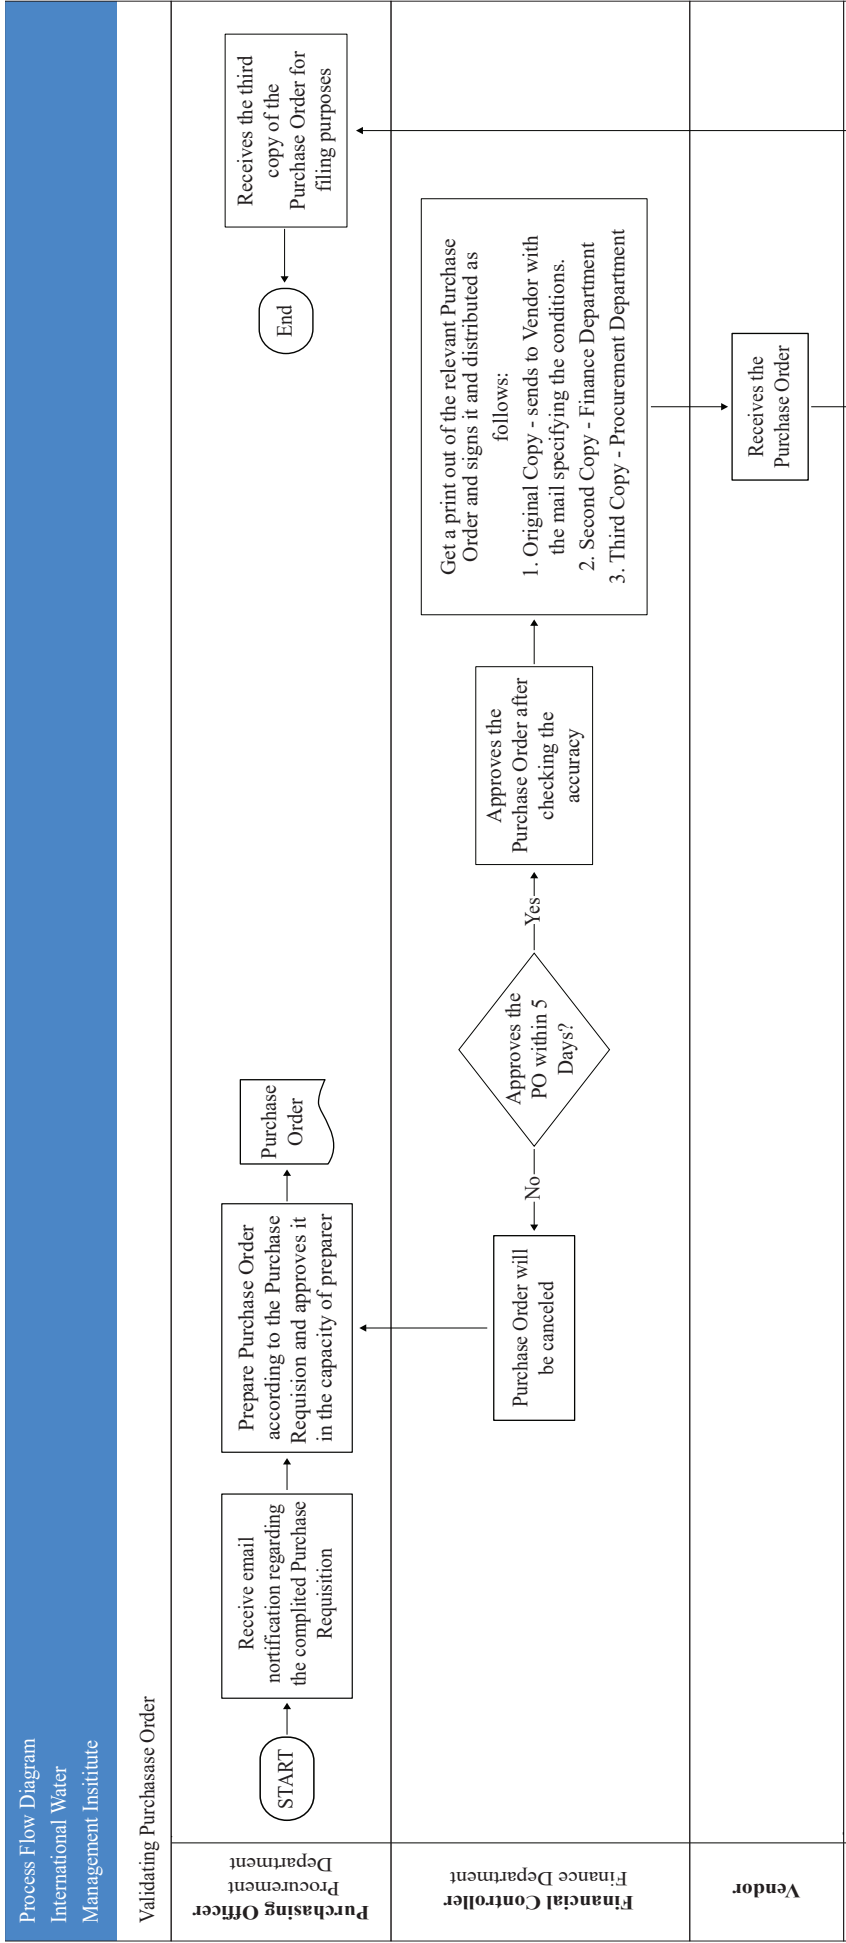 Process Flow Diagram
International Water
Management Insititute
Validating Purchasase Order
Purchasing Officer
Procurement
Department
START
Receive email
nortification regarding
the complited Purchase
Requisition
Prepare Purchase Order
according to the Purchase
Requision and approves it
in the capacity of preparer
Purchase
Order
End
Receives the third
copy of the
Purchase Order for
filing purposes
Financial Controller
Finance Department
Purchase Order will
be canceled
No
Approves the
PO within 5
Days?
Yes
Approves the
Purchase Order after
checking the
accuracy
Get a print out of the relevant Purchase
Order and signs it and distributed as
follows:
1. Original Copy - sends to Vendor with
the mail specifying the conditions.
2. Second Copy - Finance Department
3. Third Copy - Procurement Department
Vendor
Receives the
Purchase Order